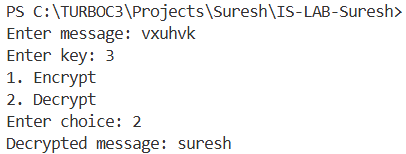 PS C:\TURBOC3\Projects\Suresh\IS-LAB-Suresh>
Enter message: vxuhvk
Enter key: 3
1. Encrypt
2. Decrypt
Enter choice: 2
Decrypted message: suresh